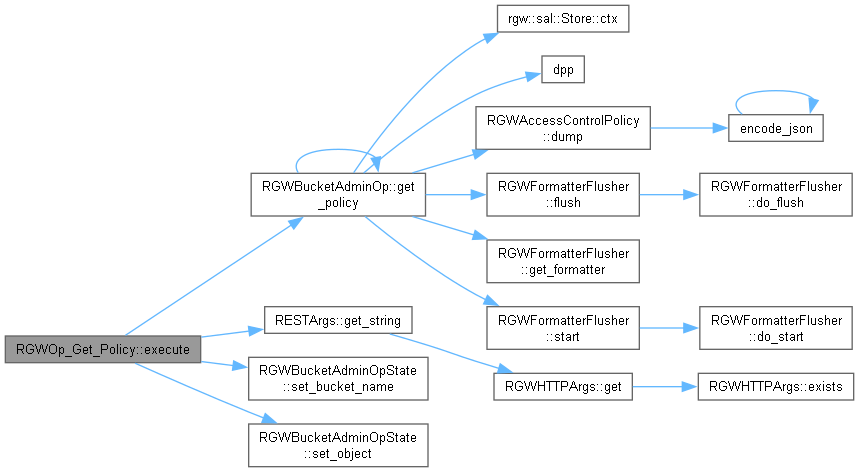 rgw::sal::Store::ctx
dpp
RGWAccessControlPolicy
::dump
encode_json
RGWBucketAdminOp::get
_policy
RGWFormatterFlusher
::flush
RGWFormatterFlusher
::do_flush
RGWFormatterFlusher
::get_formatter
RGWFormatterFlusher
::start
RGWFormatterFlusher
::do_start
RGWOp_Get_Policy::execute
RESTArgs::get_string
RGWBucketAdminOpState
::set_bucket_name
RGWHTTPArgs::get
RGWHTTPArgs::exists
RGWBucketAdminOpState
::set_object